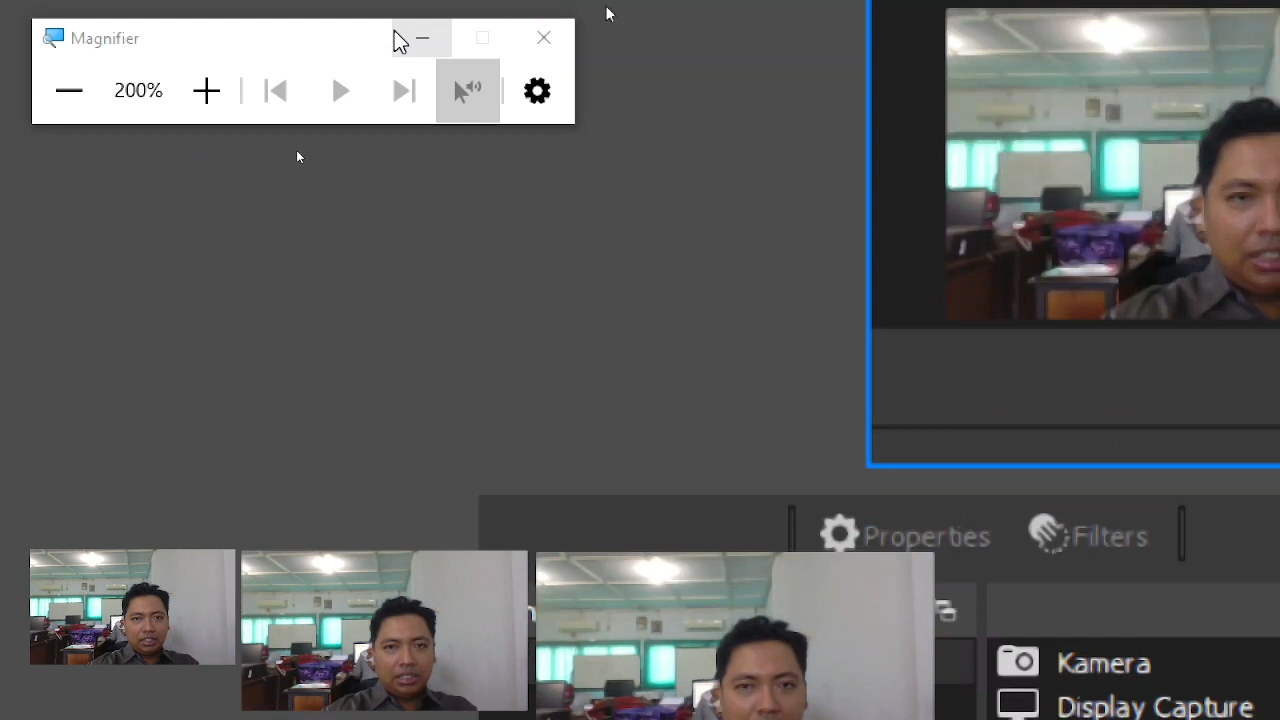 Magnifier
200%
Properties
Filters
Kamera
Display Capture